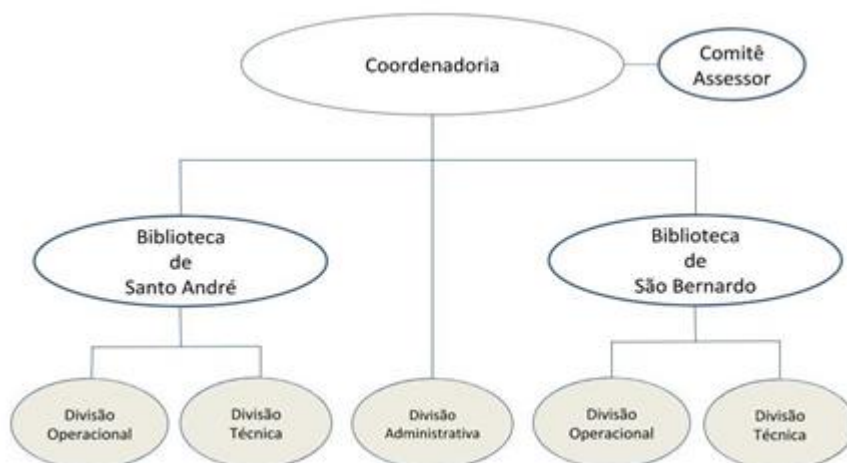 Coordenadoria
Comitê
Assessor
Biblioteca
de
Santo André
Biblioteca
de
São Bernardo
Divisão
Operacional
Divisão
Técnica
Divisão
Administrativa
Divisão
Operacional
Divisão
Técnica